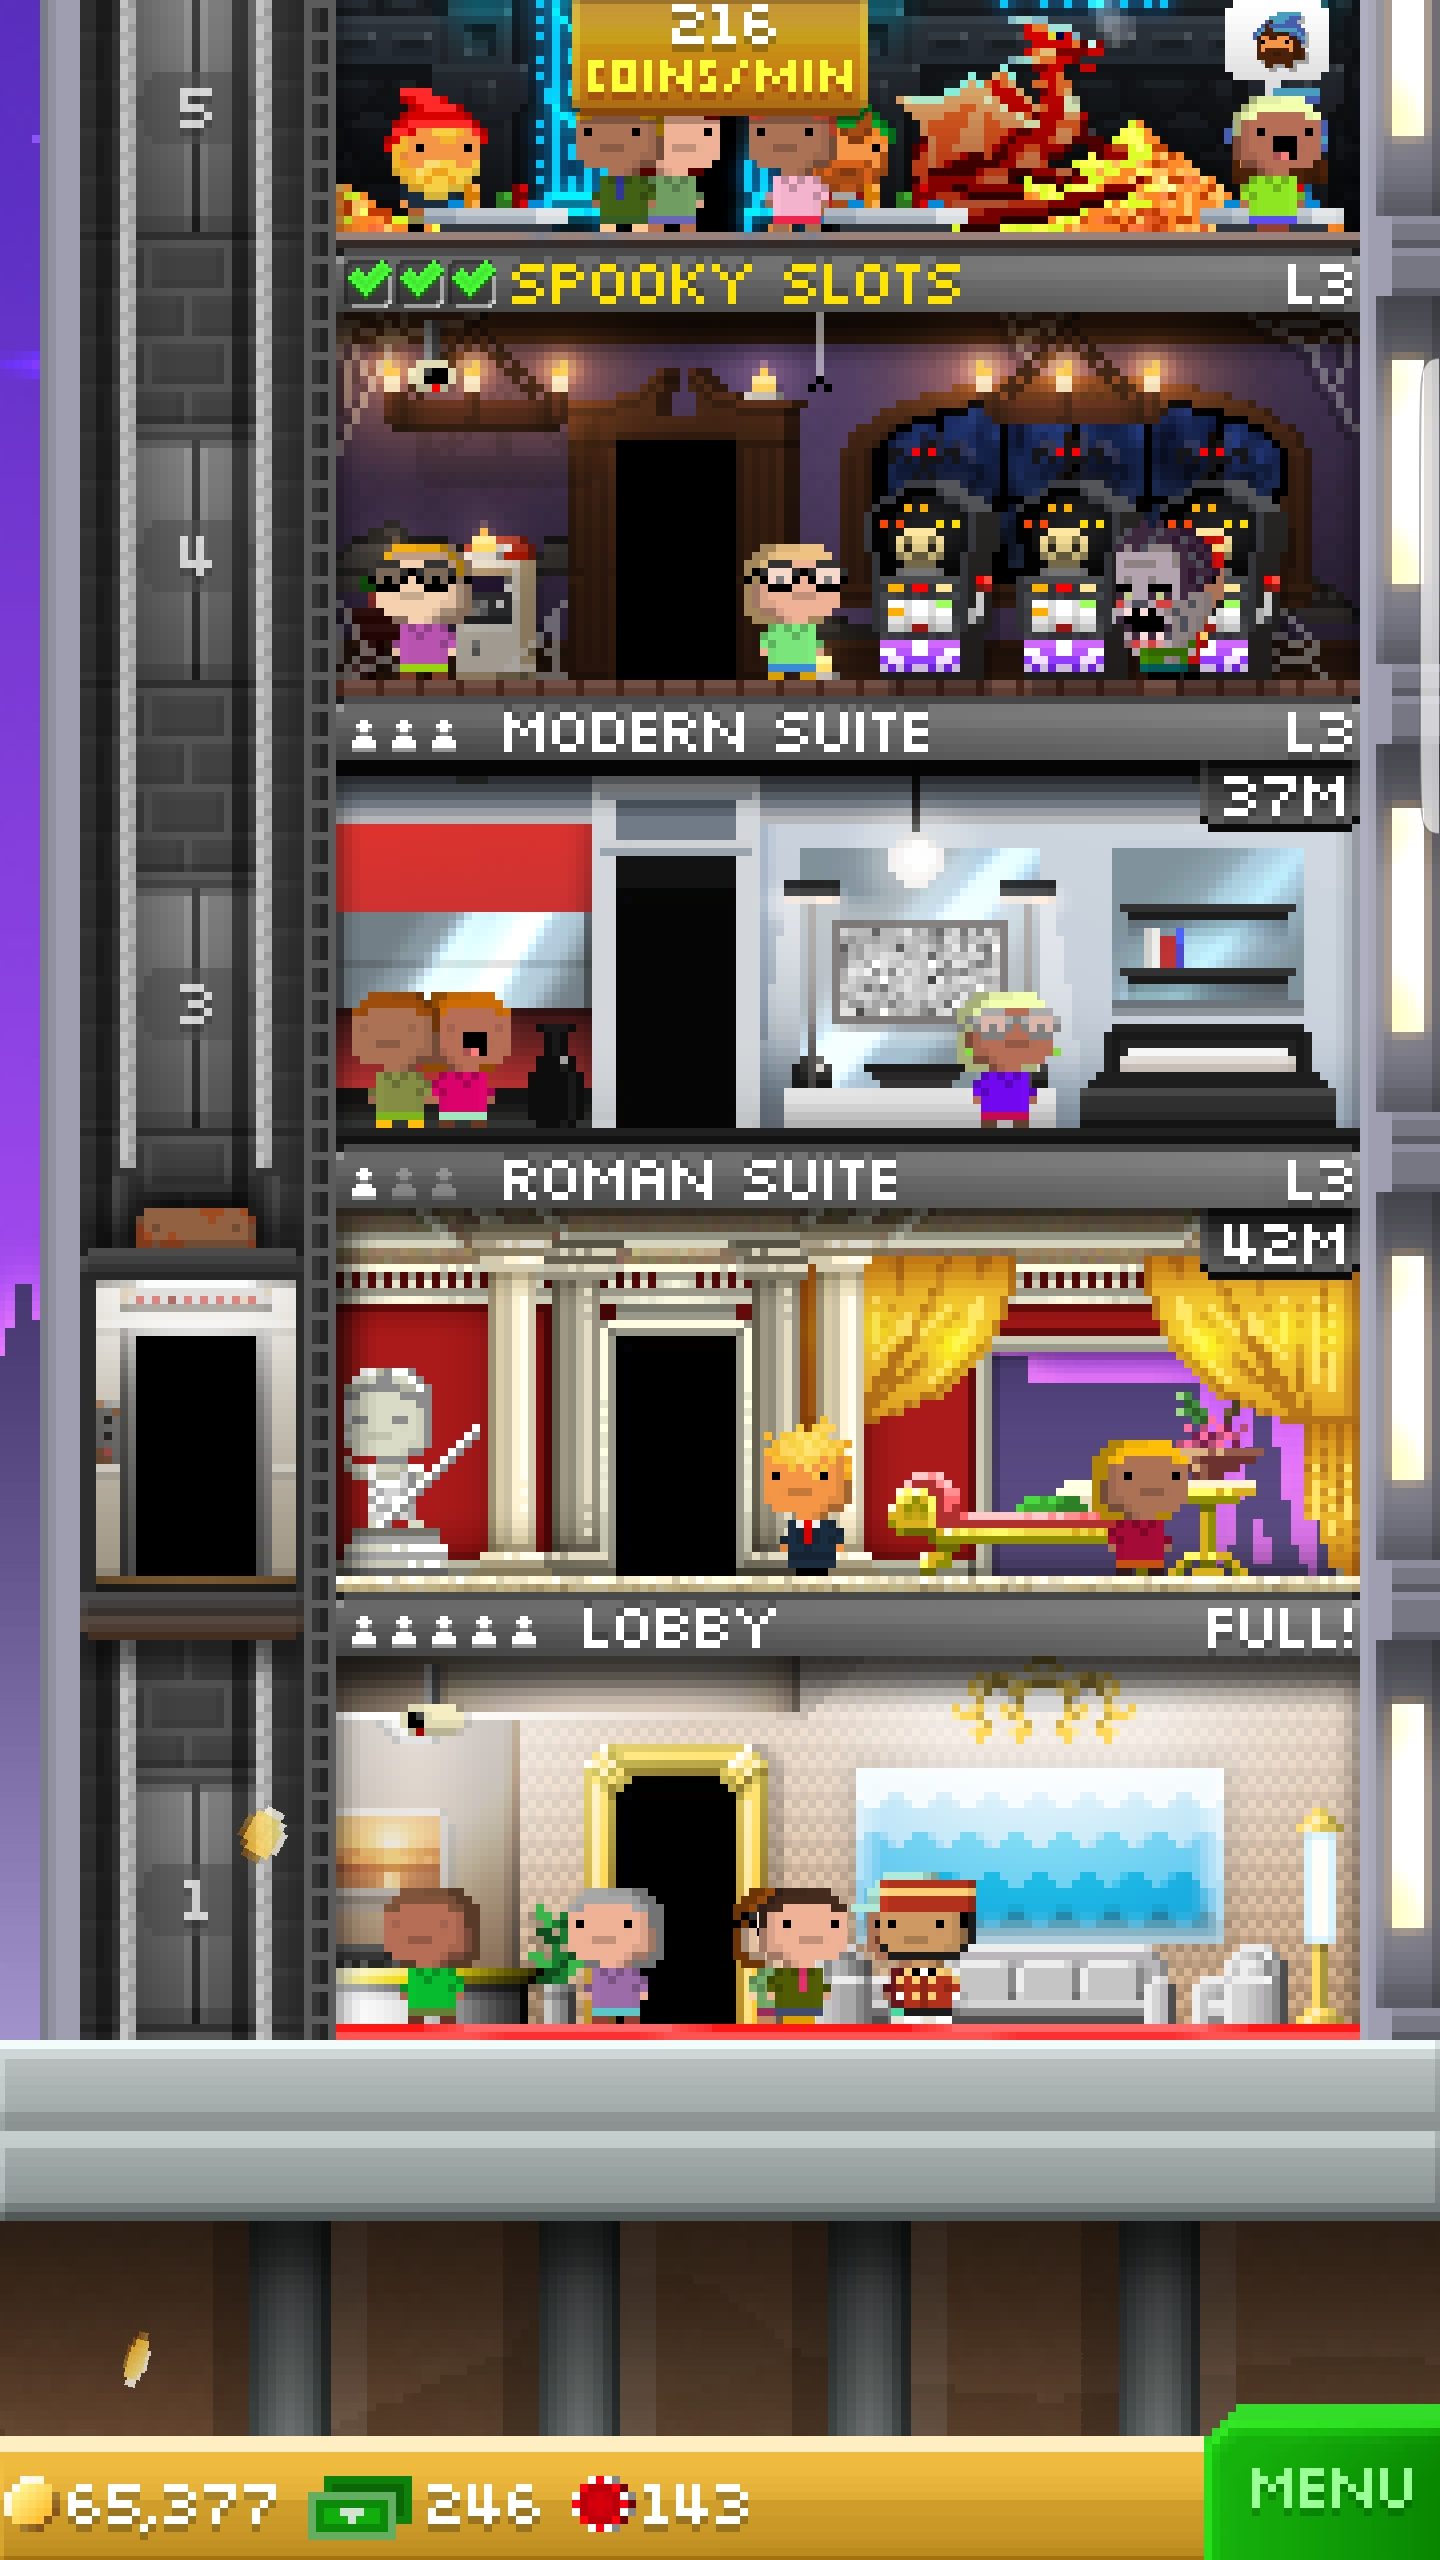 216
COINS/MIN
5
SPOOKY SLOTS L3
4
MODERN SUITE L3
37M
3
ROMAN SUITE L3
42M
LOBBY FULL!
1
65,377 246 143
MENU